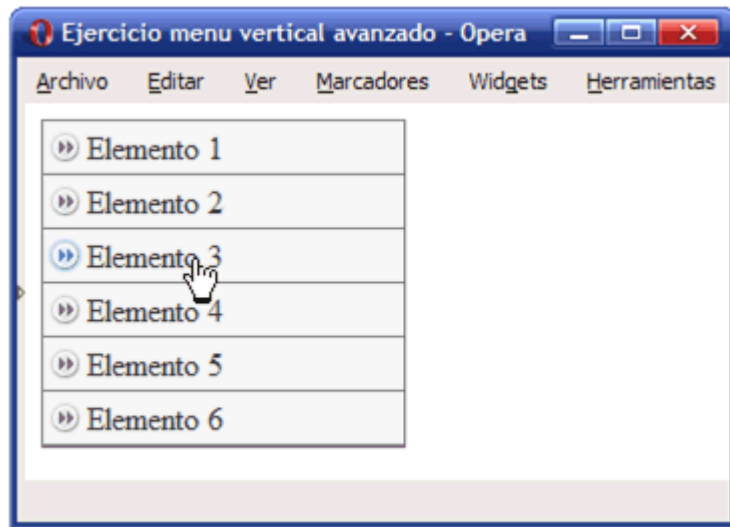 Ejercicio menu vertical avanzado - Opera
Archivo Editar Ver Marcadores Widgets Herramientas
Elemento 1
Elemento 2
Elemento 3
Elemento 4
Elemento 5
Elemento 6